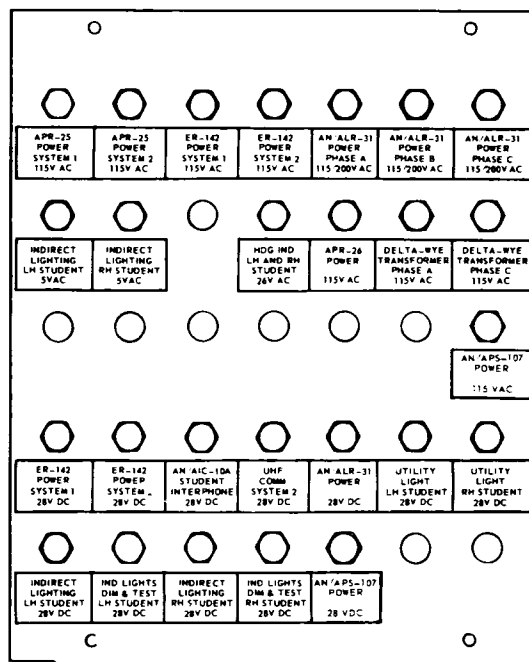 APR-25
POWER
SYSTEM 1
115V AC
APR-25
POWER
SYSTEM 2
115V AC
ER-142
POWER
SYSTEM 1
115V AC
ER-142
POWER
SYSTEM 2
115V AC
AN/ALR-31
POWER
PHASE A
115/200V AC
AN/ALR-31
POWER
PHASE B
115/200V AC
AN/ALR-31
POWER
PHASE C
115/200V AC
INDIRECT
LIGHTING
LH STUDENT
5VAC
INDIRECT
LIGHTING
RH STUDENT
5VAC
HDG IND
LH AND RH
STUDENT
26V AC
APR-26
POWER
115V AC
DELTA-WYE
TRANSFORMER
PHASE A
115V AC
DELTA-WYE
TRANSFORMER
PHASE C
115V AC
AN/APS-107
POWER
115 VAC
ER-142
POWER
SYSTEM 1
28V DC
ER-142
POWER
SYSTEM
28V DC
AN/AIC-10A
STUDENT
INTERPHONE
28V DC
UHF
COMM
SYSTEM 2
28V DC
AN/ALR-31
POWER
28V DC
UTILITY
LIGHT
LH STUDENT
28V DC
UTILITY
LIGHT
RH STUDENT
28V DC
INDIRECT
LIGHTING
LH STUDENT
28V DC
IND LIGHTS
DIM & TEST
LH STUDENT
28V DC
INDIRECT
LIGHTING
RH STUDENT
28V DC
IND LIGHTS
DIM & TEST
RH STUDENT
28V DC
AN/APS-107
POWER
28 VDC